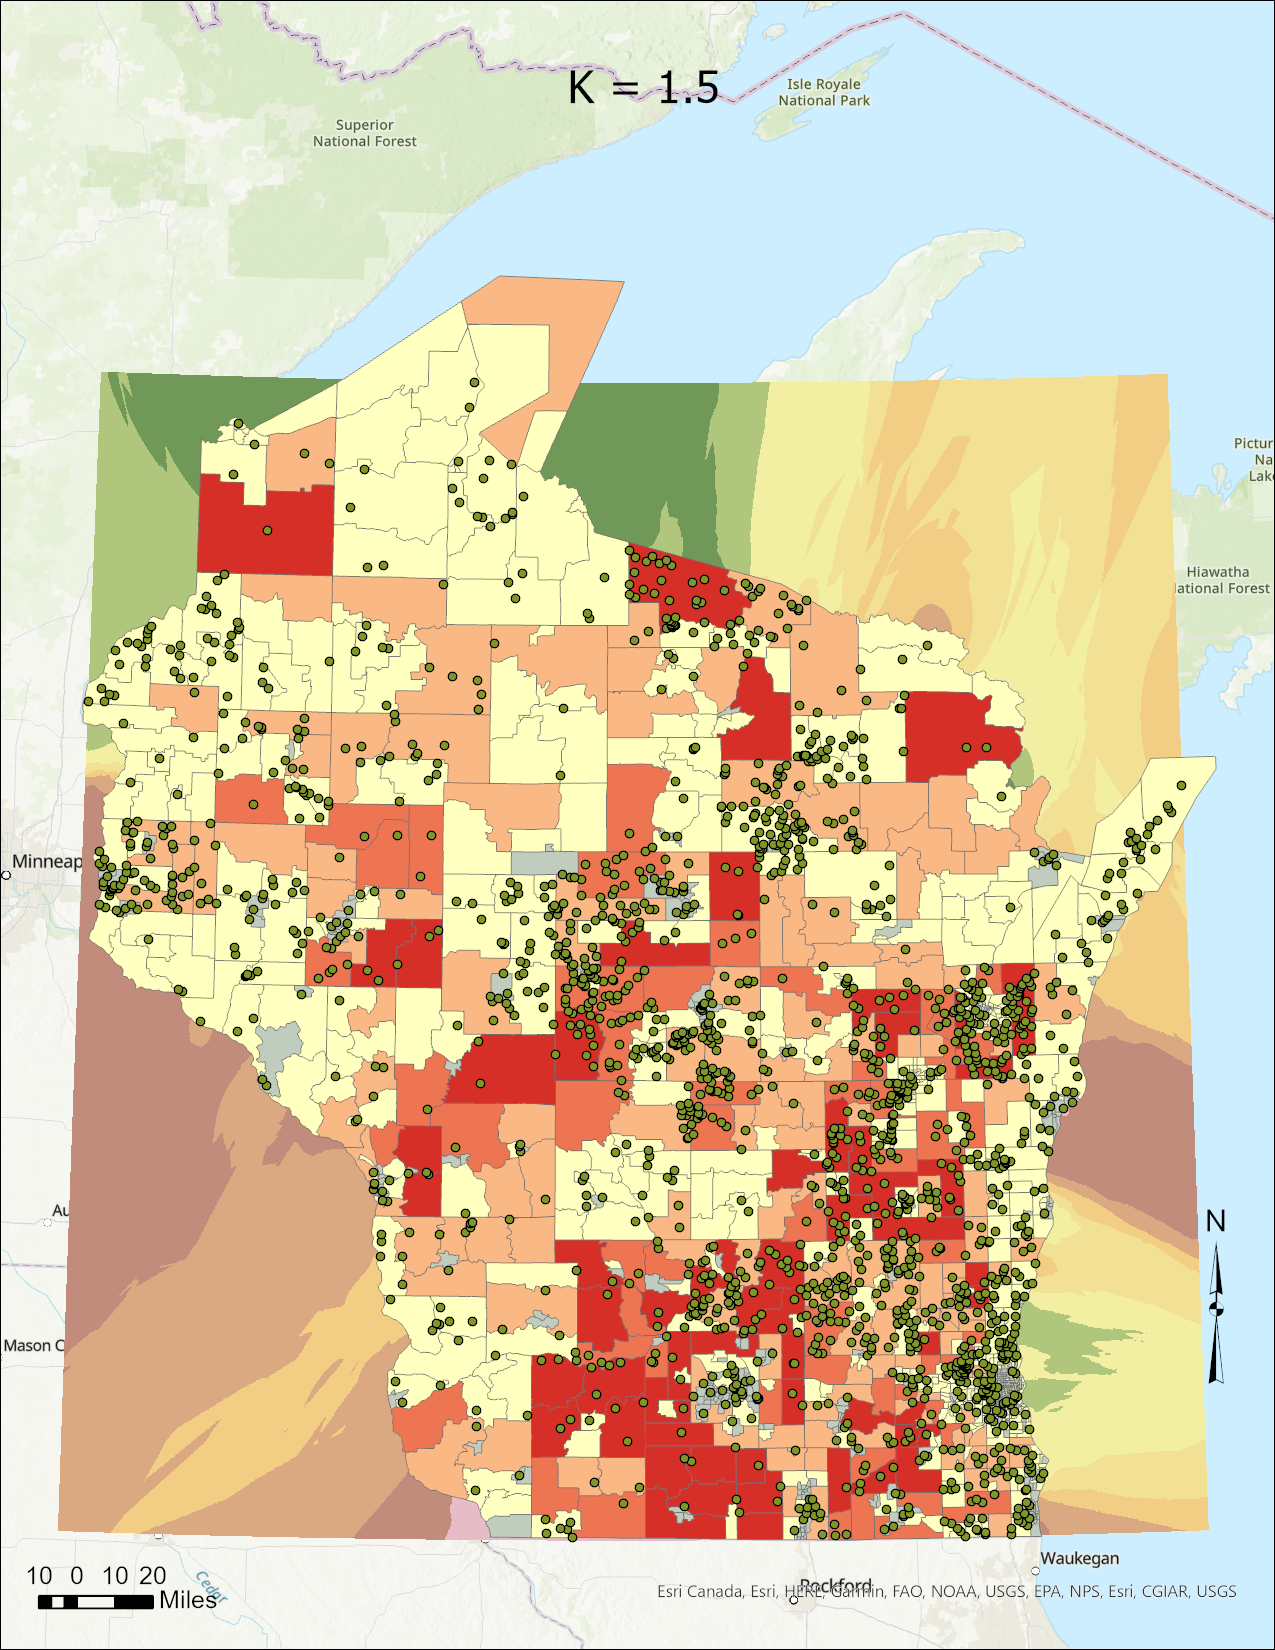 K = 1.5
Isle Royale
National Park
Superior
National Forest
Pictur
Na
Lake
Hiawatha
National Forest
Minneap
Au
N
Mason C
Waukegan
10 0 10 20
Miles
Cedar
Rockford
Esri Canada, Esri, HERE, Garmin, FAO, NOAA, USGS, EPA, NPS, Esri, CGIAR, USGS